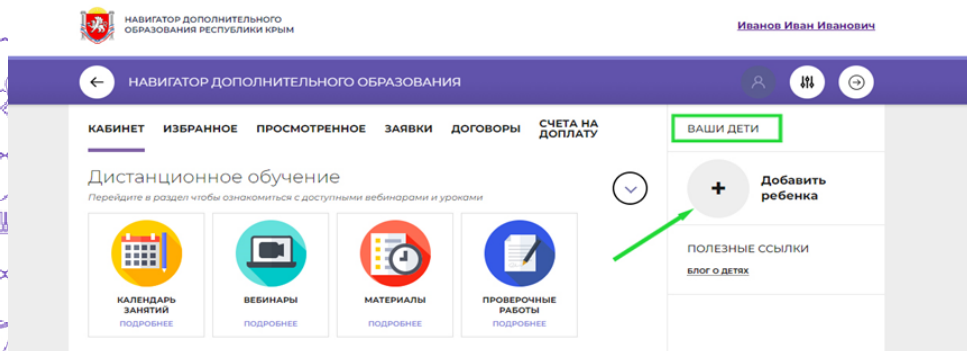 НАВИГАТОР ДОПОЛНИТЕЛЬНОГО
ОБРАЗОВАНИЯ РЕСПУБЛИКИ КРЫМ
Иванов Иван Иванович
НАВИГАТОР ДОПОЛНИТЕЛЬНОГО ОБРАЗОВАНИЯ
КАБИНЕТ ИЗБРАННОЕ ПРОСМОТРЕННОЕ ЗАЯВКИ ДОГОВОРЫ СЧЕТА НА
ДОПЛАТУ
Дистанционное обучение
Перейдите в раздел чтобы ознакомиться с доступными вебинарами и уроками
КАЛЕНДАРЬ
ЗАНЯТИЙ
ПОДРОБНЕЕ
ВЕБИНАРЫ
ПОДРОБНЕЕ
МАТЕРИАЛЫ
ПОДРОБНЕЕ
ПРОВЕРОЧНЫЕ
РАБОТЫ
ПОДРОБНЕЕ
ВАШИ ДЕТИ
Добавить
ребенка
ПОЛЕЗНЫЕ ССЫЛКИ
БЛОГ О ДЕТЯХ